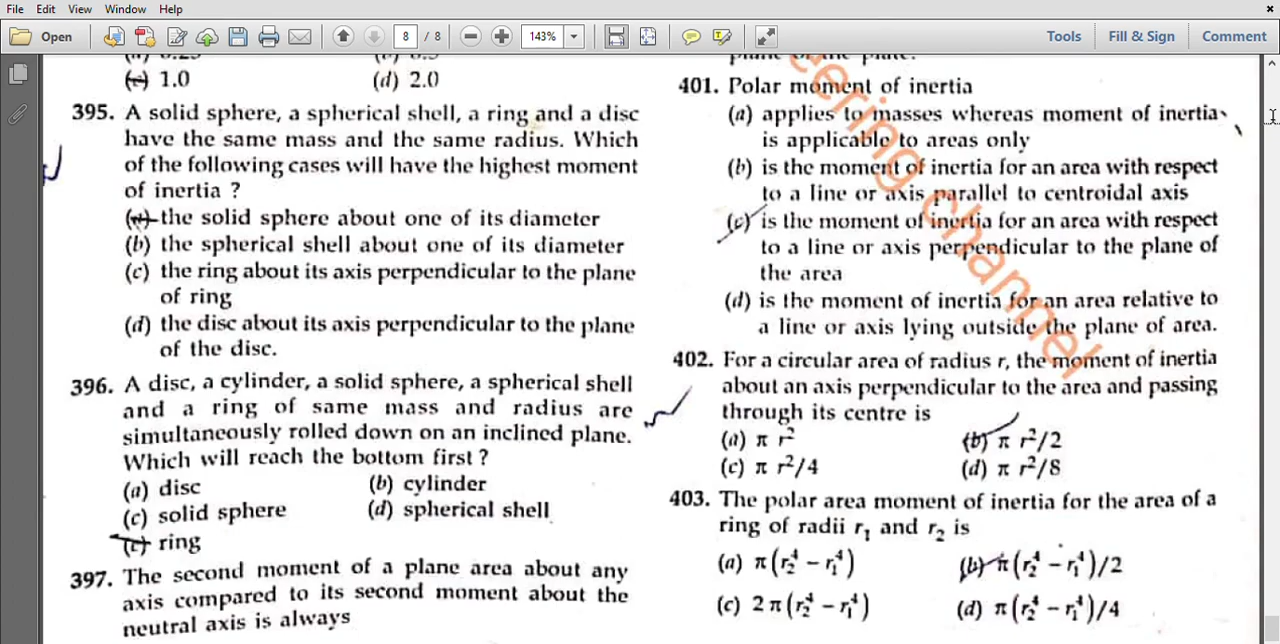 File Edit View Window Help
Open 8 / 8 143% Tools Fill & Sign Comment
(c) 1.0 (d) 2.0
395. A solid sphere, a spherical shell, a ring and a disc
have the same mass and the same radius. Which
of the following cases will have the highest moment
of inertia ?
(a) the solid sphere about one of its diameter
(b) the spherical shell about one of its diameter
(c) the ring about its axis perpendicular to the plane
of ring
(d) the disc about its axis perpendicular to the plane
of the disc.
396. A disc, a cylinder, a solid sphere, a spherical shell
and a ring of same mass and radius are
simultaneously rolled down on an inclined plane.
Which will reach the bottom first ?
(a) disc (b) cylinder
(c) solid sphere (d) spherical shell
(e) ring
397. The second moment of a plane area about any
axis compared to its second moment about the
neutral axis is always
plane of the plate.
401. Polar moment of inertia
(a) applies to masses whereas moment of inertia
is applicable to areas only
(b) is the moment of inertia for an area with respect
to a line or axis parallel to centroidal axis
(c) is the moment of inertia for an area with respect
to a line or axis perpendicular to the plane of
the area
(d) is the moment of inertia for an area relative to
a line or axis lying outside the plane of area.
402. For a circular area of radius r, the moment of inertia
about an axis perpendicular to the area and passing
through its centre is
(a) π r² (b) π r²/2
(c) π r²/4 (d) π r²/8
403. The polar area moment of inertia for the area of a
ring of radii r₁ and r₂ is
(a) π(r₂⁴ − r₁⁴) (b) π(r₂⁴ − r₁⁴)/2
(c) 2π(r₂⁴ − r₁⁴) (d) π(r₂⁴ − r₁⁴)/4
eering channel